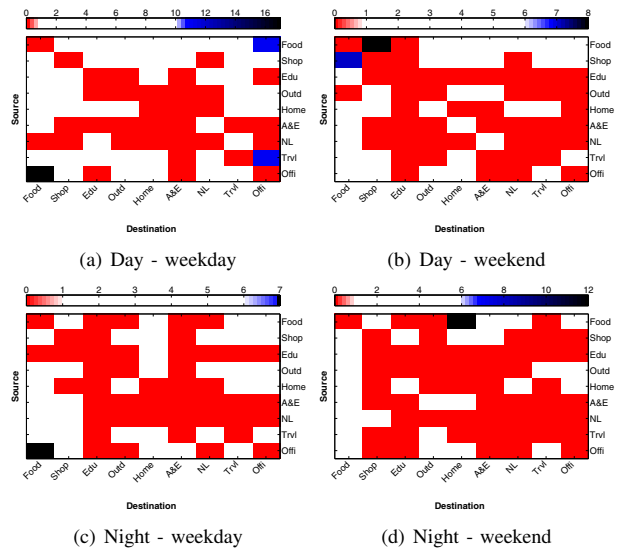 0 2 4 6 8 10 12 14 16
0 1 2 3 4 5 6 7 8
Source
Food
Shop
Edu
Outd
Home
A&E
NL
Trvl
Offi
Food
Shop
Edu
Outd
Home
A&E
NL
Trvl
Offi
Food Shop Edu Outd Home A&E NL Trvl Offi
Food Shop Edu Outd Home A&E NL Trvl Offi
Destination
Destination
(a) Day - weekday
(b) Day - weekend
0 1 2 3 4 5 6 7
0 2 4 6 8 10 12
Source
Food
Shop
Edu
Outd
Home
A&E
NL
Trvl
Offi
Food
Shop
Edu
Outd
Home
A&E
NL
Trvl
Offi
Food Shop Edu Outd Home A&E NL Trvl Offi
Food Shop Edu Outd Home A&E NL Trvl Offi
Destination
Destination
(c) Night - weekday
(d) Night - weekend